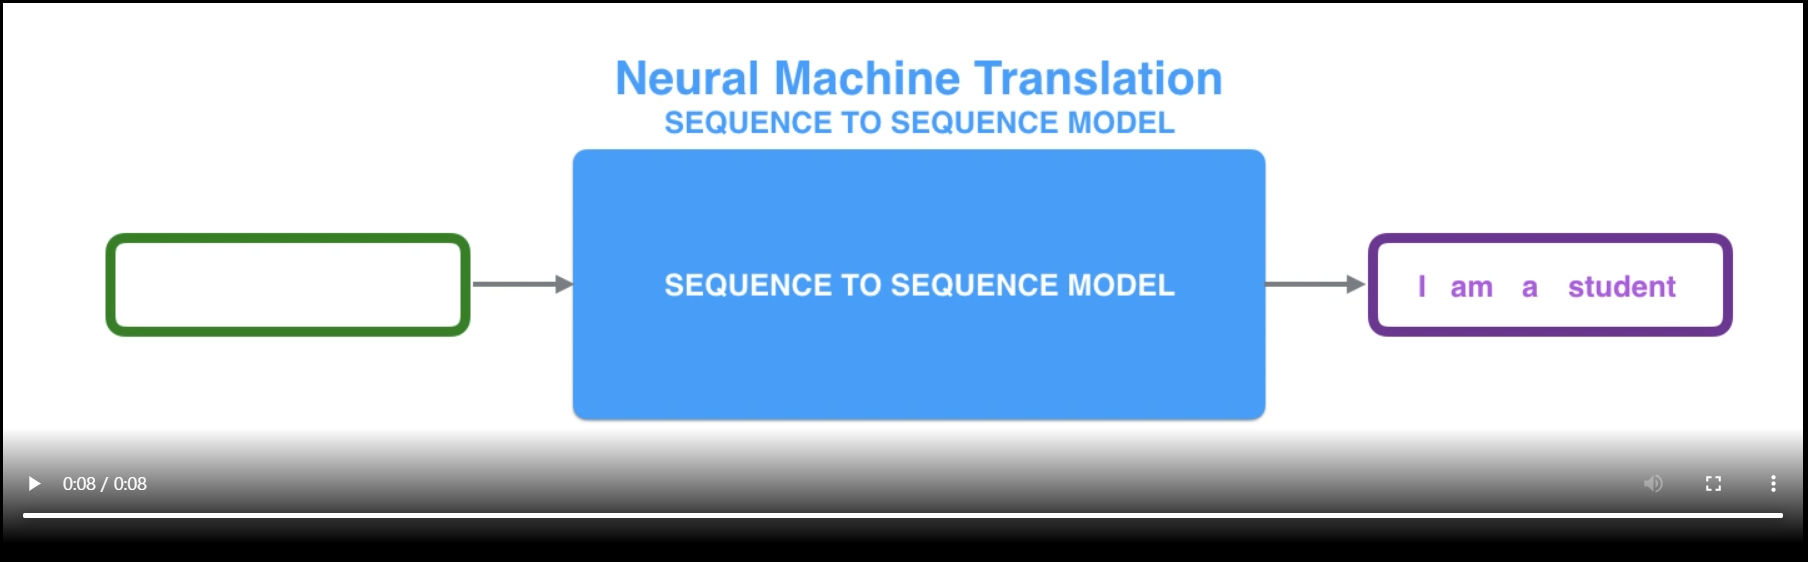 Neural Machine Translation
SEQUENCE TO SEQUENCE MODEL
SEQUENCE TO SEQUENCE MODEL
I am a student
0:08 / 0:08